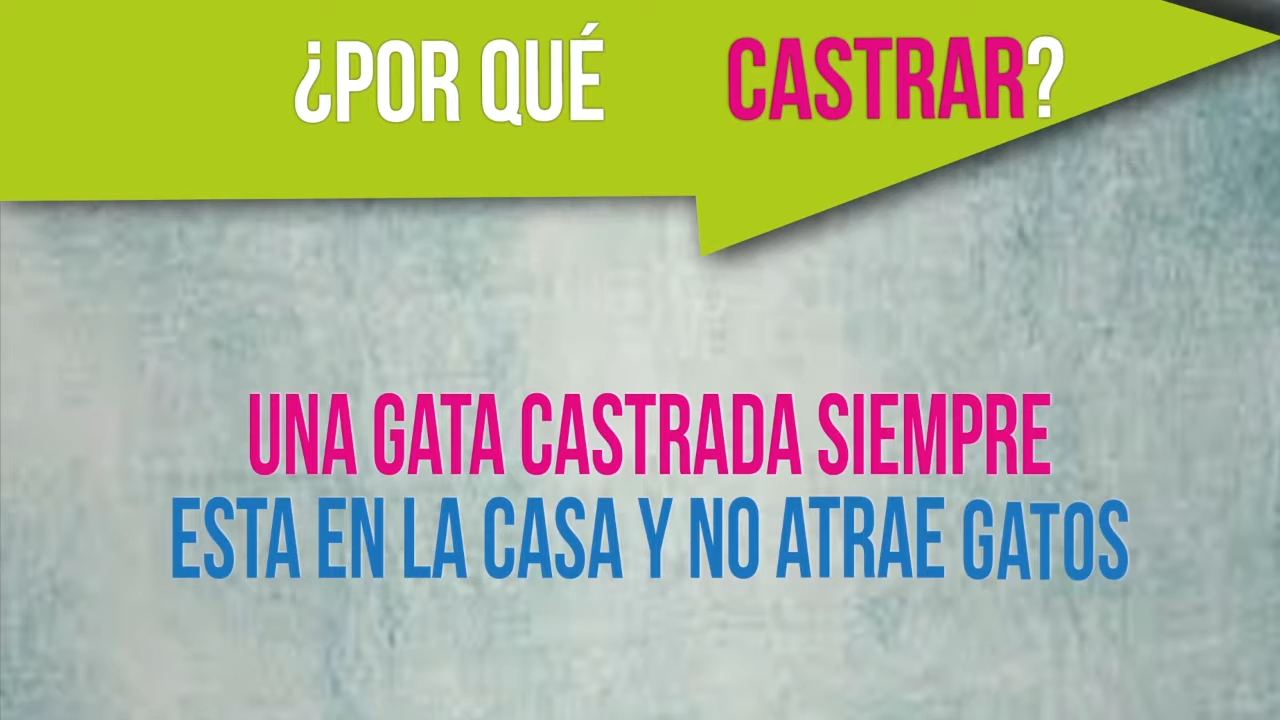 ¿POR QUÉ CASTRAR?
UNA GATA CASTRADA SIEMPRE
ESTA EN LA CASA Y NO ATRAE GATOS